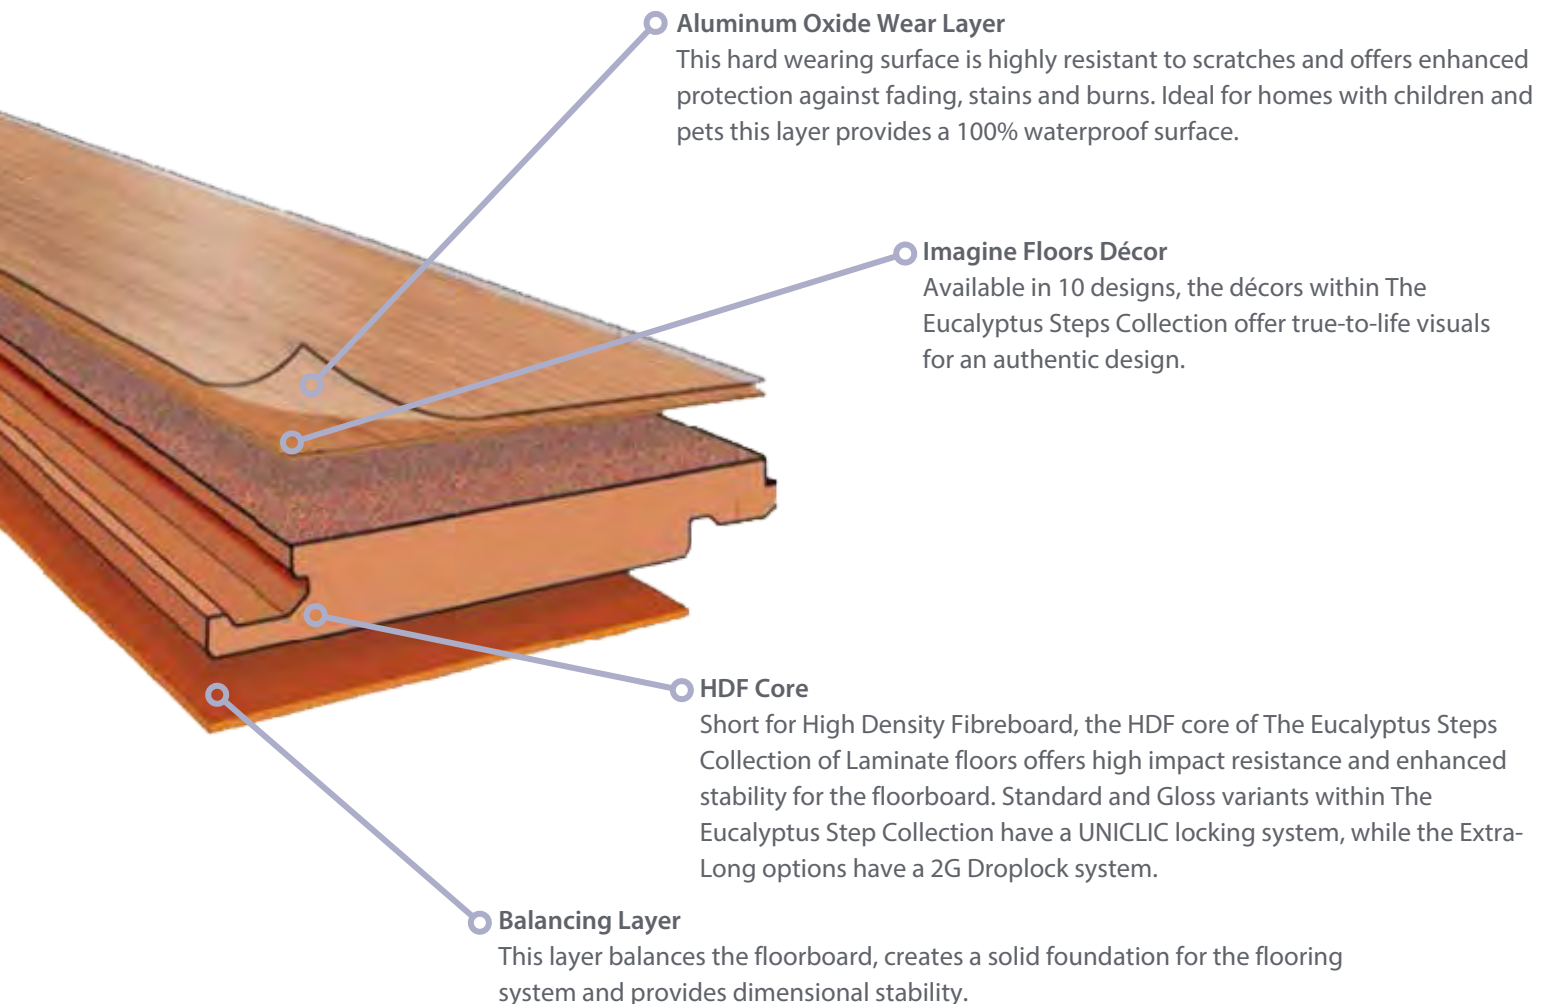 Aluminum Oxide Wear Layer
This hard wearing surface is highly resistant to scratches and offers enhanced
protection against fading, stains and burns. Ideal for homes with children and
pets this layer provides a 100% waterproof surface.
Imagine Floors Décor
Available in 10 designs, the décors within The
Eucalyptus Steps Collection offer true-to-life visuals
for an authentic design.
HDF Core
Short for High Density Fibreboard, the HDF core of The Eucalyptus Steps
Collection of Laminate floors offers high impact resistance and enhanced
stability for the floorboard. Standard and Gloss variants within The
Eucalyptus Step Collection have a UNICLIC locking system, while the Extra-
Long options have a 2G Droplock system.
Balancing Layer
This layer balances the floorboard, creates a solid foundation for the flooring
system and provides dimensional stability.